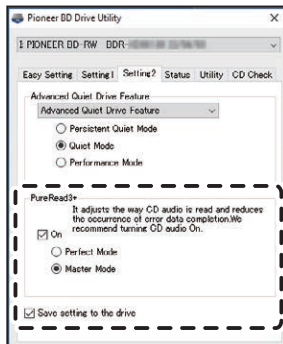 Pioneer BD Drive Utility
1 PIONEER BD-RW BDR-
Easy Setting Setting1 Setting2 Status Utility CD Check
Advanced Quiet Drive Feature
Advanced Quiet Drive Feature
Persistent Quiet Mode
Quiet Mode
Performance Mode
PureRead3+
It adjusts the way CD audio is read and reduces
the occurrence of error data completion.We
recommend turning CD audio On.
On
Perfect Mode
Master Mode
Save setting to the drive